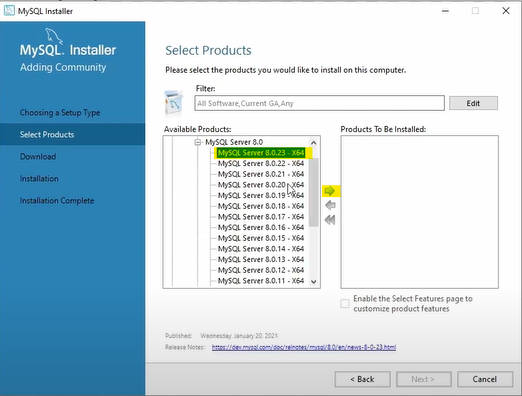 MySQL Installer
MySQL. Installer
Adding Community
Choosing a Setup Type
Select Products
Download
Installation
Installation Complete
Select Products
Please select the products you would like to install on this computer.
Filter:
All Software,Current GA,Any
Edit
Available Products:
MySQL Server 8.0
MySQL Server 8.0.23 - X64
MySQL Server 8.0.22 - X64
MySQL Server 8.0.21 - X64
MySQL Server 8.0.20 - X64
MySQL Server 8.0.19 - X64
MySQL Server 8.0.18 - X64
MySQL Server 8.0.17 - X64
MySQL Server 8.0.16 - X64
MySQL Server 8.0.15 - X64
MySQL Server 8.0.14 - X64
MySQL Server 8.0.13 - X64
MySQL Server 8.0.12 - X64
MySQL Server 8.0.11 - X64
Products To Be Installed:
Enable the Select Features page to
customize product features
Published: Wednesday, January 20, 2021
Release Notes: https://dev.mysql.com/doc/relnotes/mysql/8.0/en/news-8-0-23.html
< Back
Next >
Cancel